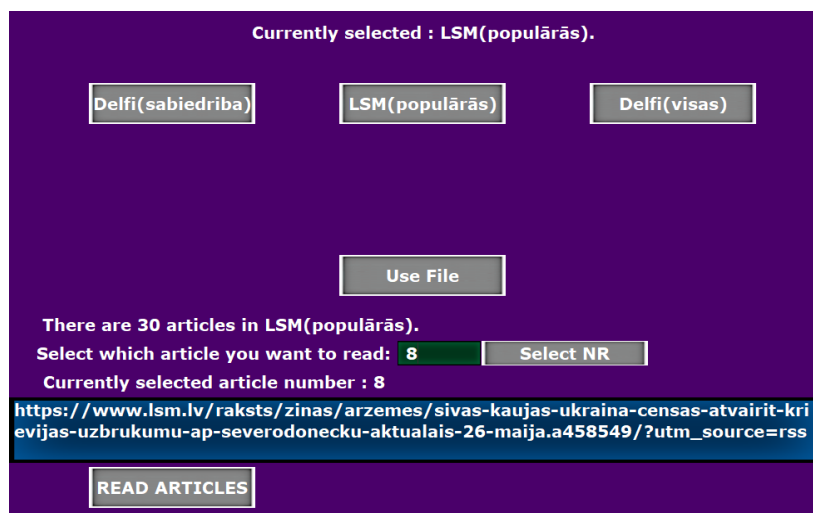 Currently selected : LSM(populārās).
Delfi(sabiedriba) LSM(populārās) Delfi(visas)
Use File
There are 30 articles in LSM(populārās).
Select which article you want to read: 8 Select NR
Currently selected article number : 8
https://www.lsm.lv/raksts/zinas/arzemes/sivas-kaujas-ukraina-censas-atvairit-kri
evijas-uzbrukumu-ap-severodonecku-aktualais-26-maija.a458549/?utm_source=rss
READ ARTICLES